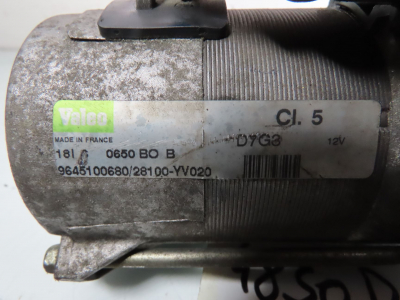 Valeo
Cl. 5
MADE IN FRANCE
D7G3 12V
0650 BO B
9645100680/28100-YV020